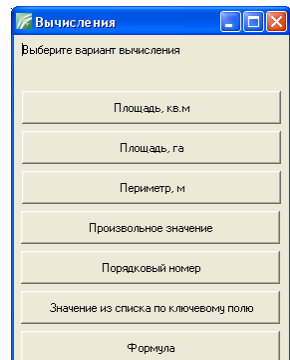 Вычисления
Выберите вариант вычисления
Площадь, кв.м
Площадь, га
Периметр, м
Произвольное значение
Порядковый номер
Значение из списка по ключевому полю
Формула